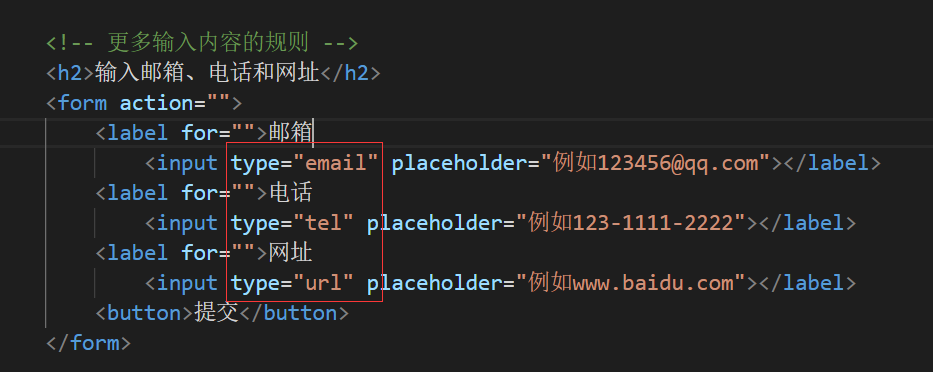 <!-- 更多输入内容的规则 -->
<h2>输入邮箱、电话和网址</h2>
<form action="">
<label for="">邮箱
<input type="email" placeholder="例如123456@qq.com"></label>
<label for="">电话
<input type="tel" placeholder="例如123-1111-2222"></label>
<label for="">网址
<input type="url" placeholder="例如www.baidu.com"></label>
<button>提交</button>
</form>